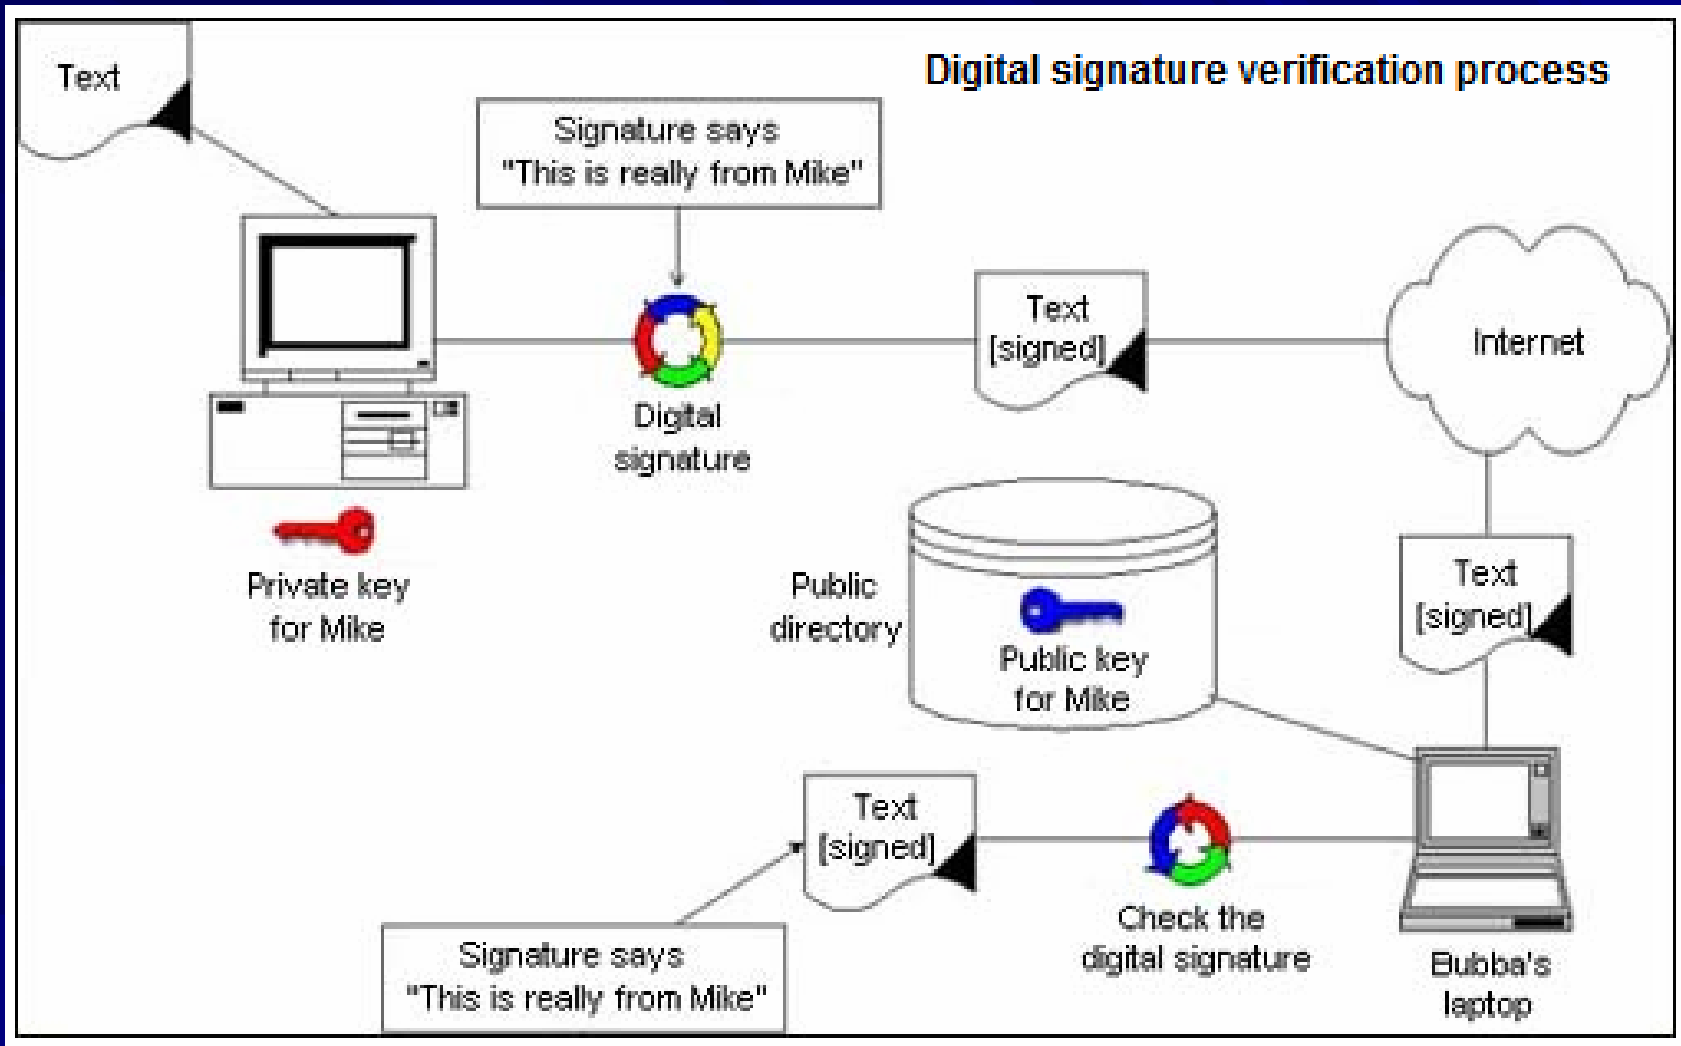 Text
Digital signature verification process
Signature says
"This is really from Mike"
Digital
signature
Text
[signed]
Internet
Private key
for Mike
Public
directory
Public key
for Mike
Text
[signed]
Text
[signed]
Check the
digital signature
Bubba's
laptop
Signature says
"This is really from Mike"